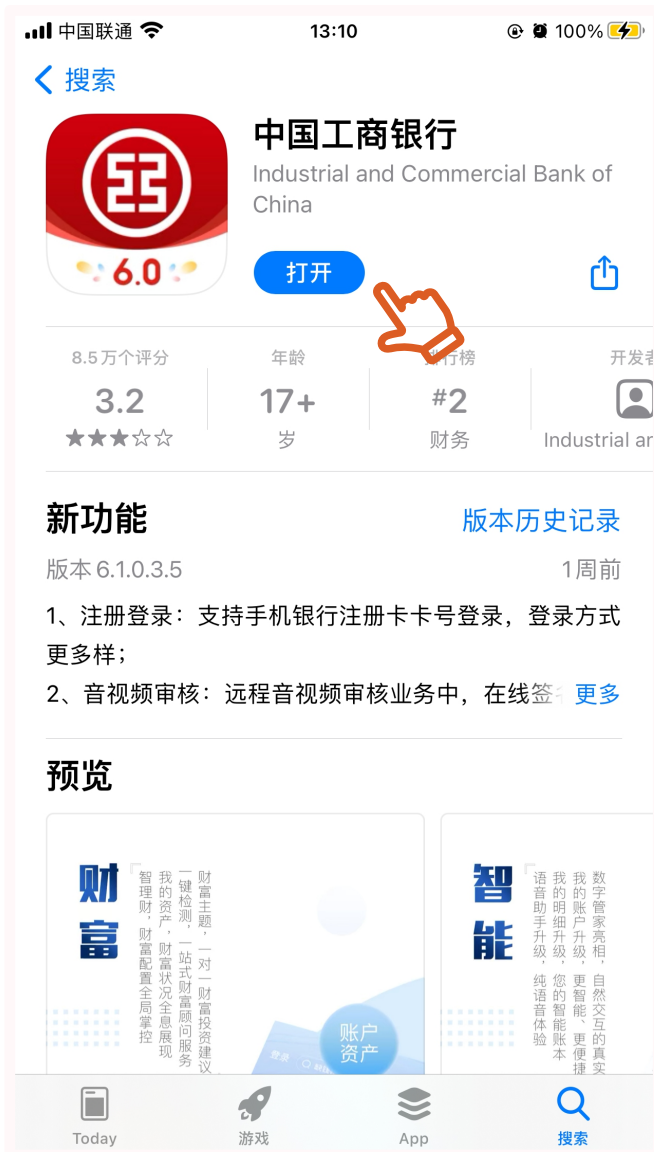 中国联通
13:10
100%
搜索
中国工商银行
Industrial and Commercial Bank of
China
6.0
打开
8.5万个评分
3.2
年龄
17+
岁
行榜
#2
财务
开发
Industrial
新功能
版本历史记录
版本 6.1.0.3.5
1周前
1、注册登录：支持手机银行注册卡卡号登录，登录方式
更多样；
2、音视频审核：远程音视频审核业务中，在线签
更多
预览
财富
财富主题，一对一财富投资建议
一键检测，一站式财富顾问服务
我的资产，财富状况全息展现
智理财，财富配置全局掌控
登录
账户
资产
智能
数字管家亮相，自然交互的真实
我的账户升级，更智能、更便捷
我的明细升级，您的智能账本
语音助手升级，纯语音体验
Today
游戏
App
搜索